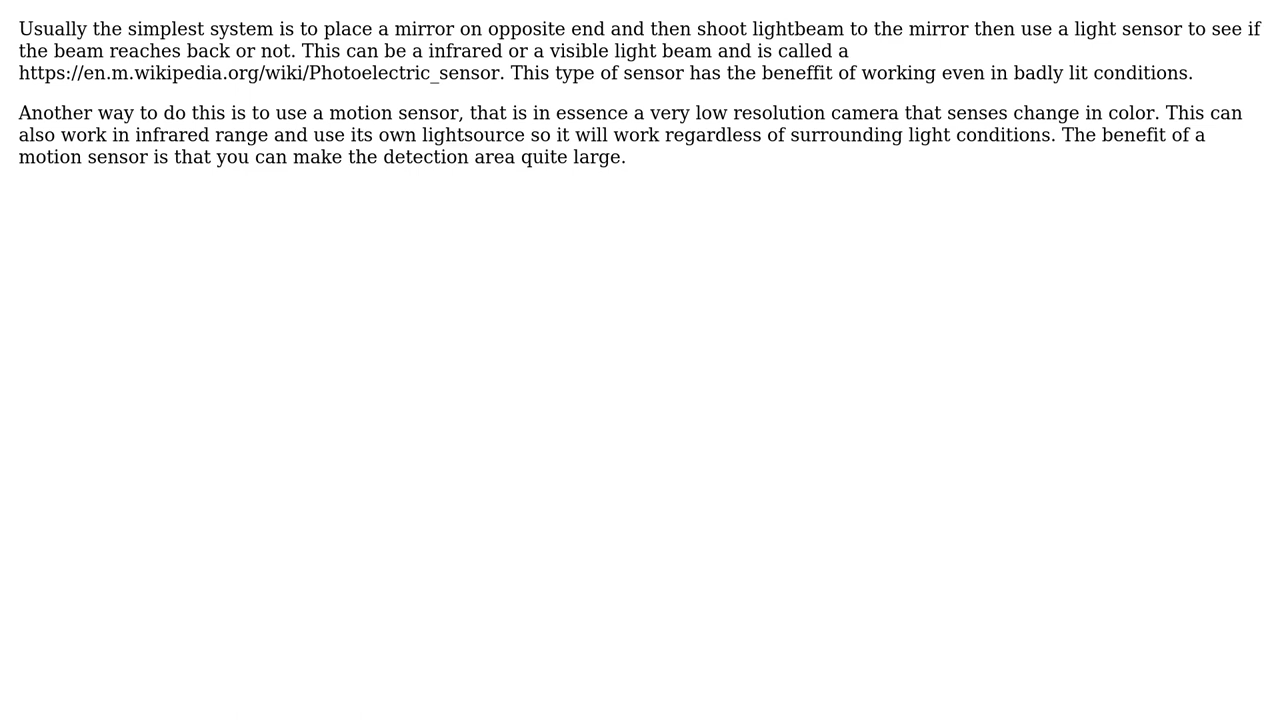 Usually the simplest system is to place a mirror on opposite end and then shoot lightbeam to the mirror then use a light sensor to see if
the beam reaches back or not. This can be a infrared or a visible light beam and is called a
https://en.m.wikipedia.org/wiki/Photoelectric_sensor. This type of sensor has the beneffit of working even in badly lit conditions.
Another way to do this is to use a motion sensor, that is in essence a very low resolution camera that senses change in color. This can
also work in infrared range and use its own lightsource so it will work regardless of surrounding light conditions. The benefit of a
motion sensor is that you can make the detection area quite large.